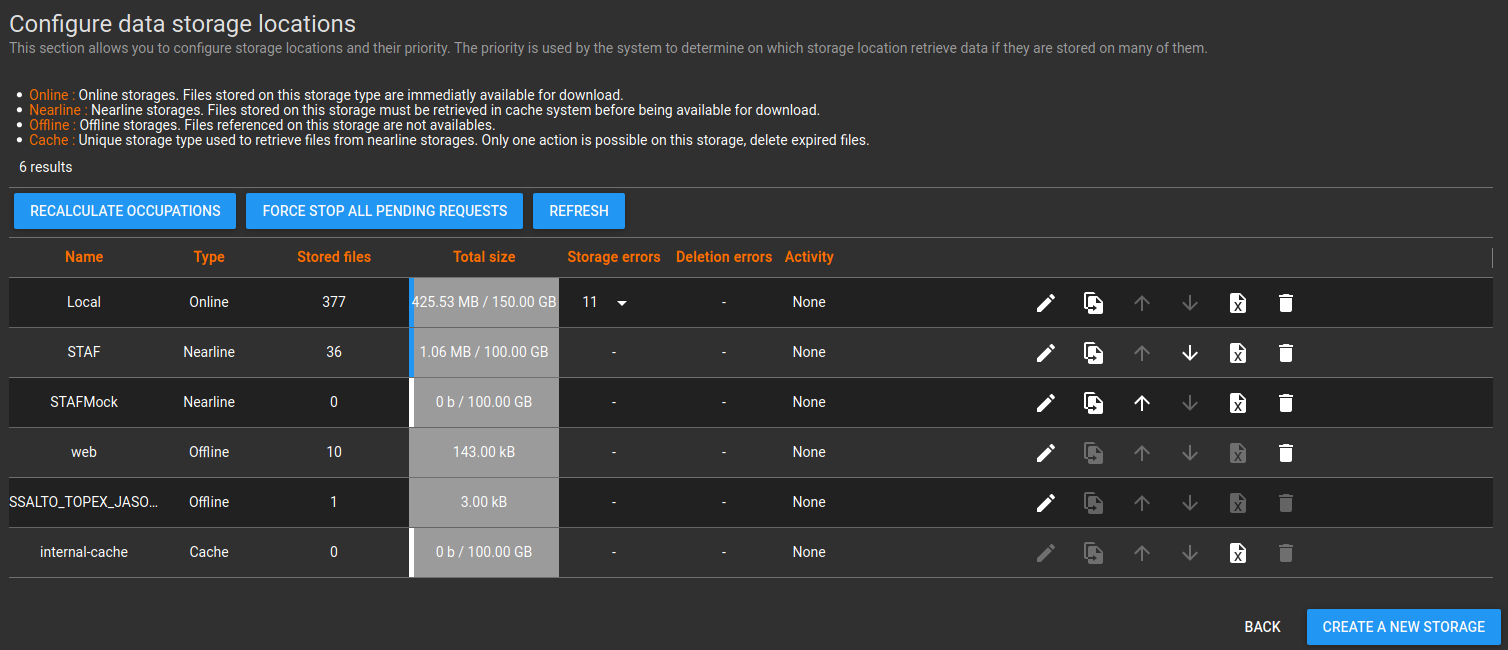 Configure data storage locations
This section allows you to configure storage locations and their priority. The priority is used by the system to determine on which storage location retrieve data if they are stored on many of them.
• Online : Online storages. Files stored on this storage type are immediatly available for download.
• Nearline : Nearline storages. Files stored on this storage must be retrieved in cache system before being available for download.
• Offline : Offline storages. Files referenced on this storage are not availables.
• Cache : Unique storage type used to retrieve files from nearline storages. Only one action is possible on this storage, delete expired files.
6 results
RECALCULATE OCCUPATIONS FORCE STOP ALL PENDING REQUESTS REFRESH
Name Type Stored files Total size Storage errors Deletion errors Activity
Local Online 377 425.53 MB / 150.00 GB 11 - None
STAF Nearline 36 1.06 MB / 100.00 GB - - None
STAFMock Nearline 0 0 b / 100.00 GB - - None
web Offline 10 143.00 kB - - None
SSALTO_TOPEX_JASO... Offline 1 3.00 kB - - None
internal-cache Cache 0 0 b / 100.00 GB - - None
BACK CREATE A NEW STORAGE